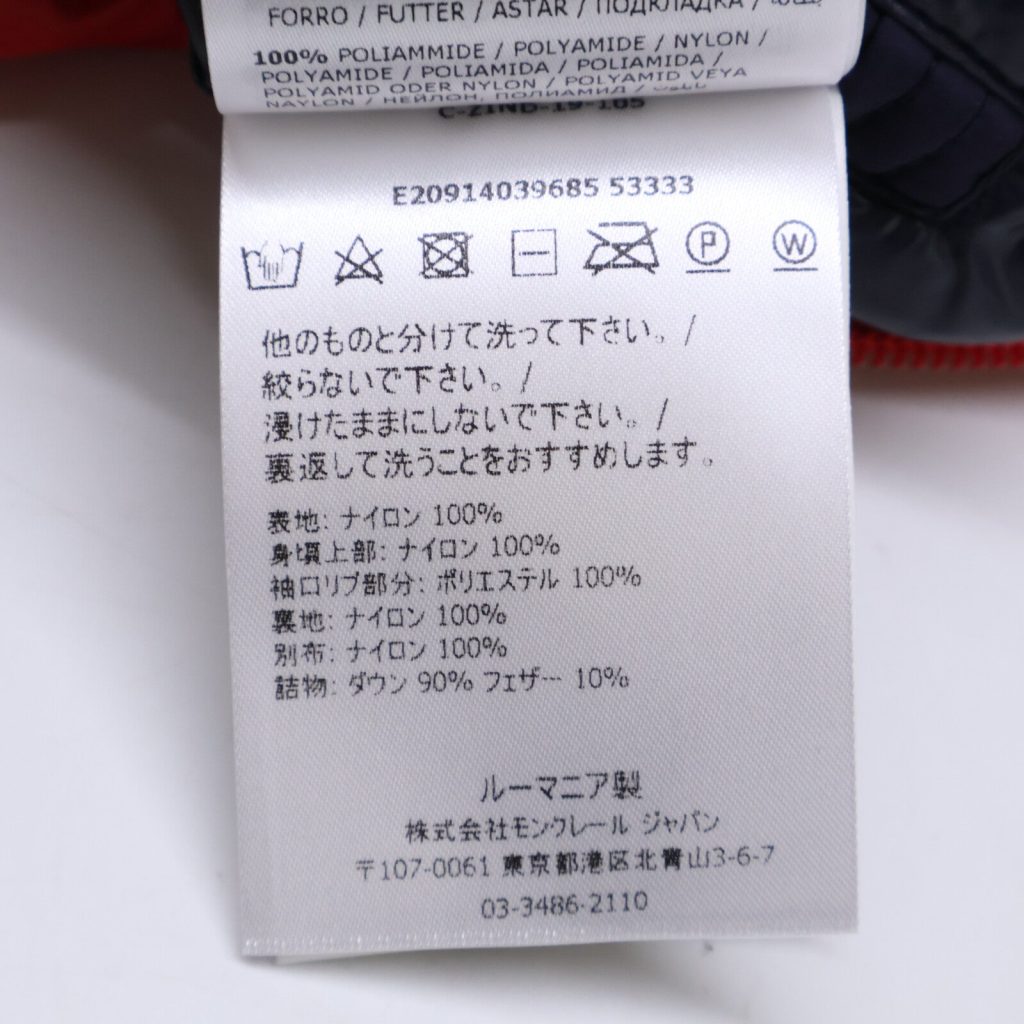 FORRO / FUTTER / ASTAR / ПОДКЛАДКА /
100% POLIAMMIDE / POLYAMIDE / NYLON /
POLYAMIDE / POLIAMIDA / POLIAMIDA /
POLYAMID ODER NYLON / POLYAMID VEYA
NAYLON / НЕЙЛОН, ПОЛИАМИД /
C-ZIND-19-105
E20914039685 53333
P W
他のものと分けて洗って下さい。/
絞らないで下さい。/
浸けたままにしないで下さい。/
裏返して洗うことをおすすめします。
表地: ナイロン 100%
身頃上部: ナイロン 100%
袖口リブ部分: ポリエステル 100%
裏地: ナイロン 100%
別布: ナイロン 100%
詰物: ダウン 90% フェザー 10%
ルーマニア製
株式会社モンクレール ジャパン
〒107-0061 東京都港区北青山3-6-7
03-3486-2110